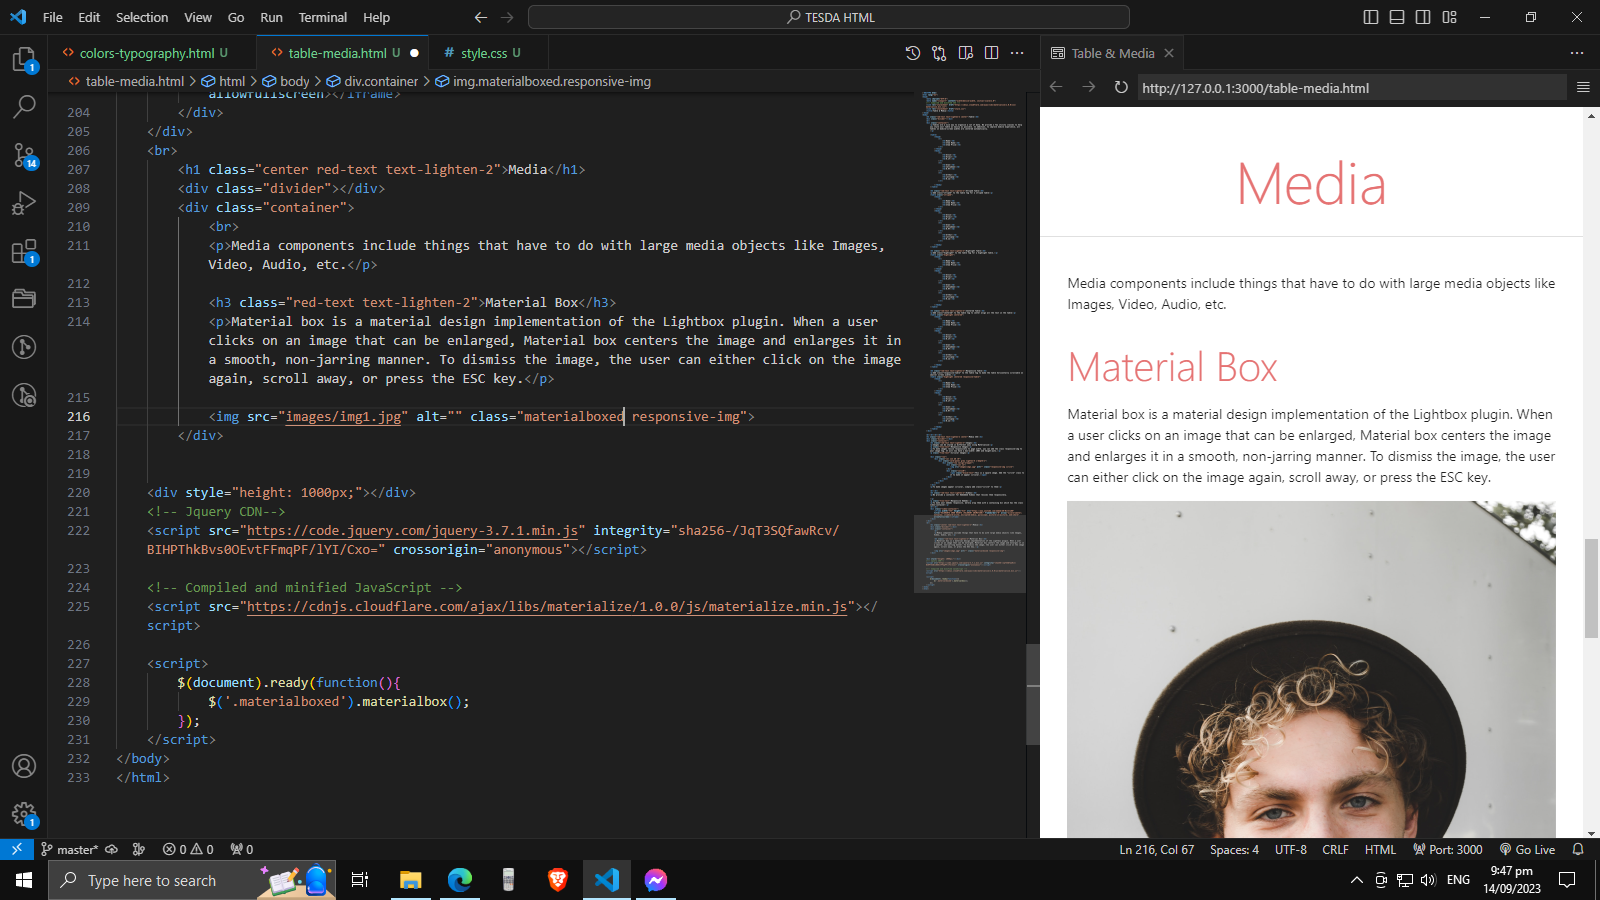 File Edit Selection View Go Run Terminal Help
TESDA HTML
colors-typography.html U
table-media.html U
# style.css U
Table & Media
table-media.html > html > body > div.container > img.materialboxed.responsive-img
http://127.0.0.1:3000/table-media.html
allowfullscreen></iframe>
204 </div>
205 </div>
206 <br>
207 <h1 class="center red-text text-lighten-2">Media</h1>
208 <div class="divider"></div>
209 <div class="container">
210 <br>
211 <p>Media components include things that have to do with large media objects like Images,
Video, Audio, etc.</p>
212
213 <h3 class="red-text text-lighten-2">Material Box</h3>
214 <p>Material box is a material design implementation of the Lightbox plugin. When a user
clicks on an image that can be enlarged, Material box centers the image and enlarges it in
a smooth, non-jarring manner. To dismiss the image, the user can either click on the image
again, scroll away, or press the ESC key.</p>
215
216 <img src="images/img1.jpg" alt="" class="materialboxed responsive-img">
217 </div>
218
219
220 <div style="height: 1000px;"></div>
221 <!-- Jquery CDN-->
222 <script src="https://code.jquery.com/jquery-3.7.1.min.js" integrity="sha256-/JqT3SQfawRcv/
BIHPThkBvs0OEvtFFmqPF/lYI/Cxo=" crossorigin="anonymous"></script>
223
224 <!-- Compiled and minified JavaScript -->
225 <script src="https://cdnjs.cloudflare.com/ajax/libs/materialize/1.0.0/js/materialize.min.js"></
script>
226
227 <script>
228 $(document).ready(function(){
229 $('.materialboxed').materialbox();
230 });
231 </script>
232 </body>
233 </html>
Media
Media components include things that have to do with large media objects like
Images, Video, Audio, etc.
Material Box
Material box is a material design implementation of the Lightbox plugin. When
a user clicks on an image that can be enlarged, Material box centers the image
and enlarges it in a smooth, non-jarring manner. To dismiss the image, the user
can either click on the image again, scroll away, or press the ESC key.
1
14
1
1
master* 0 0 0
Ln 216, Col 67 Spaces: 4 UTF-8 CRLF HTML Port: 3000 Go Live
Type here to search
ENG
9:47 pm
14/09/2023